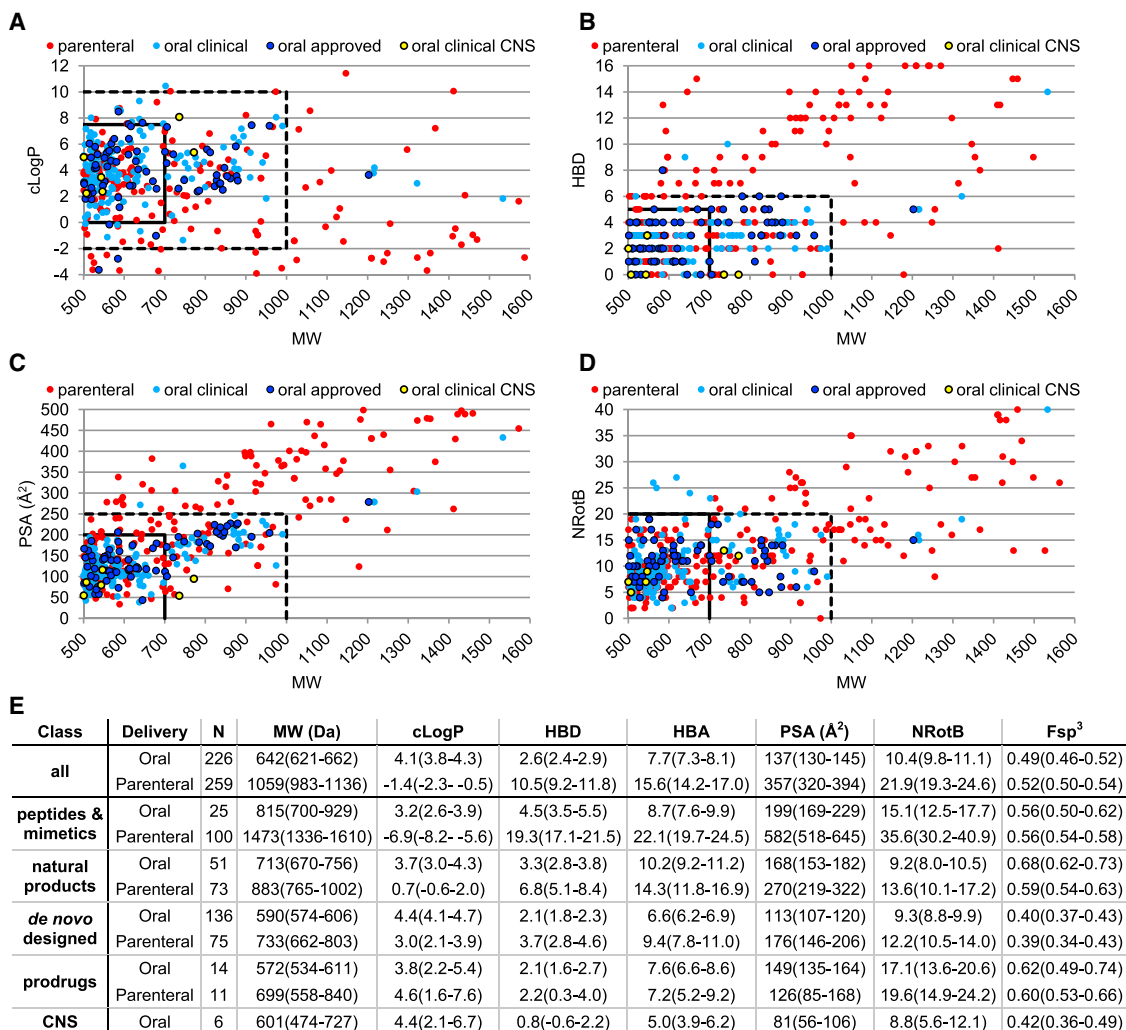 A
parenteral oral clinical oral approved oral clinical CNS
12
10
8
6
4
2
0
-2
-4
cLogP
500 600 700 800 900 1000 1100 1200 1300 1400 1500 1600
MW
B
parenteral oral clinical oral approved oral clinical CNS
16
14
12
10
8
6
4
2
0
HBD
500 600 700 800 900 1000 1100 1200 1300 1400 1500 1600
MW
C
parenteral oral clinical oral approved oral clinical CNS
500
450
400
350
300
250
200
150
100
50
0
PSA (Å²)
500 600 700 800 900 1000 1100 1200 1300 1400 1500 1600
MW
D
parenteral oral clinical oral approved oral clinical CNS
40
35
30
25
20
15
10
5
0
NRotB
500 600 700 800 900 1000 1100 1200 1300 1400 1500 1600
MW
E
Class Delivery N MW (Da) cLogP HBD HBA PSA (Å²) NRotB Fsp³
all
Oral 226 642(621-662) 4.1(3.8-4.3) 2.6(2.4-2.9) 7.7(7.3-8.1) 137(130-145) 10.4(9.8-11.1) 0.49(0.46-0.52)
Parenteral 259 1059(983-1136) -1.4(-2.3- -0.5) 10.5(9.2-11.8) 15.6(14.2-17.0) 357(320-394) 21.9(19.3-24.6) 0.52(0.50-0.54)
peptides &
mimetics
Oral 25 815(700-929) 3.2(2.6-3.9) 4.5(3.5-5.5) 8.7(7.6-9.9) 199(169-229) 15.1(12.5-17.7) 0.56(0.50-0.62)
Parenteral 100 1473(1336-1610) -6.9(-8.2- -5.6) 19.3(17.1-21.5) 22.1(19.7-24.5) 582(518-645) 35.6(30.2-40.9) 0.56(0.54-0.58)
natural
products
Oral 51 713(670-756) 3.7(3.0-4.3) 3.3(2.8-3.8) 10.2(9.2-11.2) 168(153-182) 9.2(8.0-10.5) 0.68(0.62-0.73)
Parenteral 73 883(765-1002) 0.7(-0.6-2.0) 6.8(5.1-8.4) 14.3(11.8-16.9) 270(219-322) 13.6(10.1-17.2) 0.59(0.54-0.63)
de novo
designed
Oral 136 590(574-606) 4.4(4.1-4.7) 2.1(1.8-2.3) 6.6(6.2-6.9) 113(107-120) 9.3(8.8-9.9) 0.40(0.37-0.43)
Parenteral 75 733(662-803) 3.0(2.1-3.9) 3.7(2.8-4.6) 9.4(7.8-11.0) 176(146-206) 12.2(10.5-14.0) 0.39(0.34-0.43)
prodrugs
Oral 14 572(534-611) 3.8(2.2-5.4) 2.1(1.6-2.7) 7.6(6.6-8.6) 149(135-164) 17.1(13.6-20.6) 0.62(0.49-0.74)
Parenteral 11 699(558-840) 4.6(1.6-7.6) 2.2(0.3-4.0) 7.2(5.2-9.2) 126(85-168) 19.6(14.9-24.2) 0.60(0.53-0.66)
CNS Oral 6 601(474-727) 4.4(2.1-6.7) 0.8(-0.6-2.2) 5.0(3.9-6.2) 81(56-106) 8.8(5.6-12.1) 0.42(0.36-0.49)